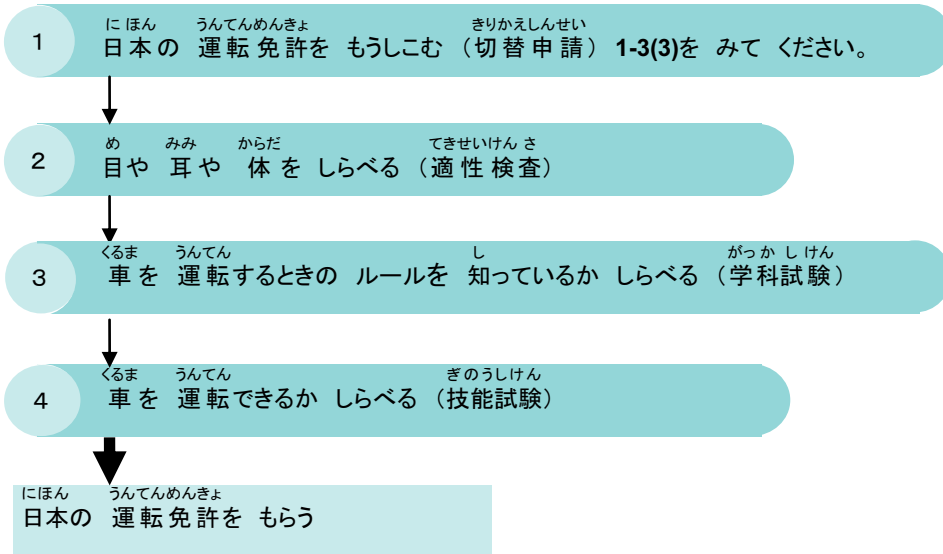 にほん うんてんめんきょ きりかえしんせい
1 日本の 運転免許を もうしこむ （切替申請） 1-3(3)を みて ください。
め みみ からだ てきせいけんさ
2 目や 耳や 体を しらべる （適性検査）
くるま うんてん し がっかしけん
3 車を 運転するときの ルールを 知っているか しらべる （学科試験）
くるま うんてん ぎのうしけん
4 車を 運転できるか しらべる （技能試験）
にほん うんてんめんきょ
日本の 運転免許を もらう